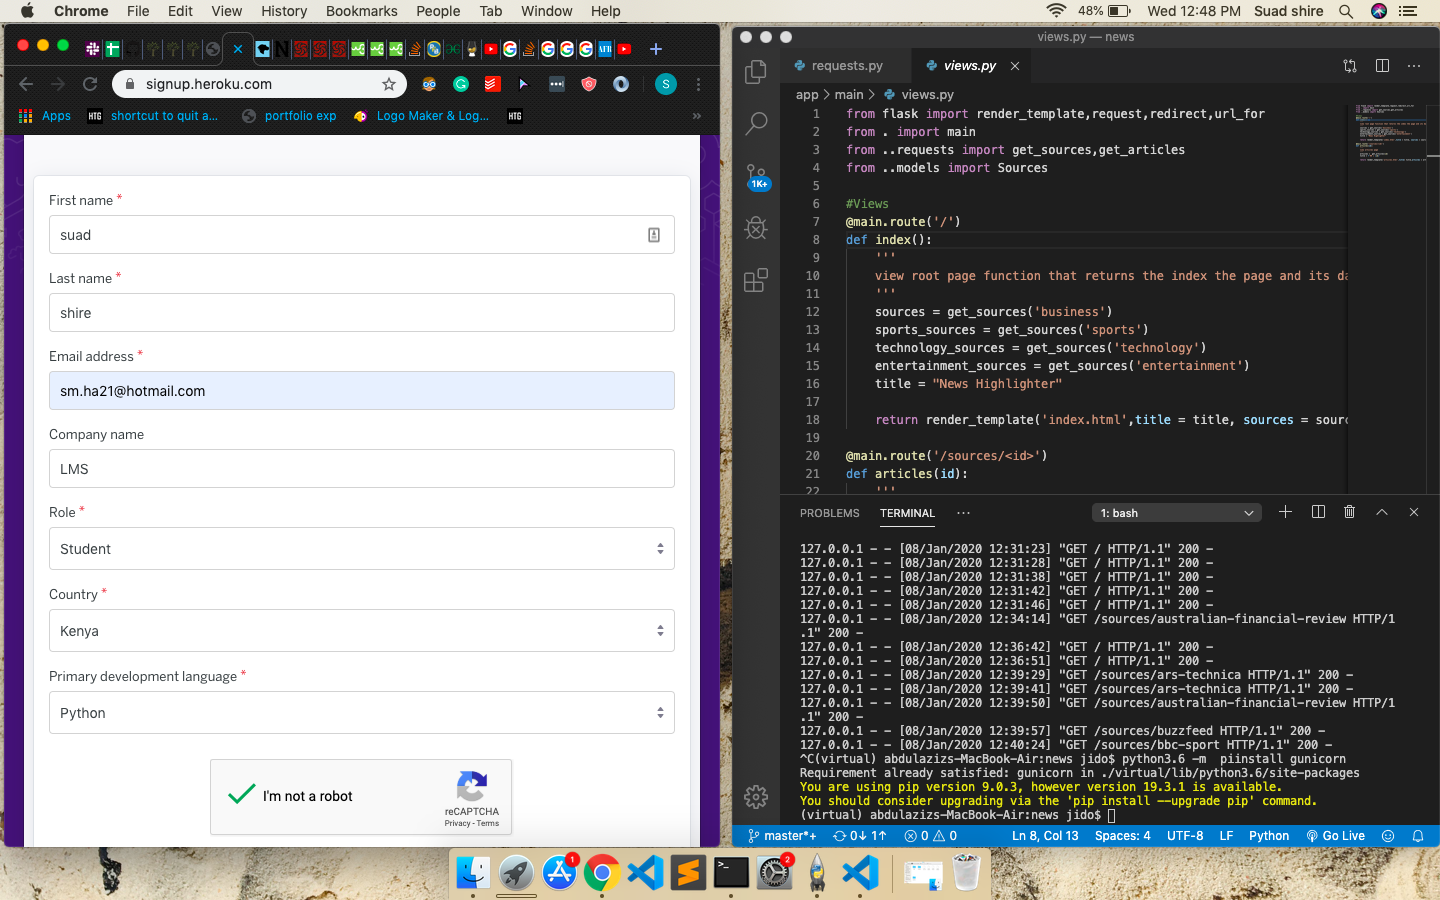 Chrome File Edit View History Bookmarks People Tab Window Help 48% Wed 12:48 PM Suad shire
signup.heroku.com
Apps HTG shortcut to quit a... portfolio exp Logo Maker & Log... HTG »
First name *
suad
Last name *
shire
Email address *
sm.ha21@hotmail.com
Company name
LMS
Role *
Student
Country *
Kenya
Primary development language *
Python
I'm not a robot
reCAPTCHA
Privacy - Terms
views.py — news
requests.py views.py
app > main > views.py
1 from flask import render_template,request,redirect,url_for
2 from . import main
3 from ..requests import get_sources,get_articles
4 from ..models import Sources
5
6 #Views
7 @main.route('/')
8 def index():
9 '''
10 view root page function that returns the index the page and its da
11 '''
12 sources = get_sources('business')
13 sports_sources = get_sources('sports')
14 technology_sources = get_sources('technology')
15 entertainment_sources = get_sources('entertainment')
16 title = "News Highlighter"
17
18 return render_template('index.html',title = title, sources = sourc
19
20 @main.route('/sources/<id>')
21 def articles(id):
22 '''
1K+
PROBLEMS TERMINAL ... 1: bash
127.0.0.1 - - [08/Jan/2020 12:31:23] "GET / HTTP/1.1" 200 -
127.0.0.1 - - [08/Jan/2020 12:31:28] "GET / HTTP/1.1" 200 -
127.0.0.1 - - [08/Jan/2020 12:31:38] "GET / HTTP/1.1" 200 -
127.0.0.1 - - [08/Jan/2020 12:31:42] "GET / HTTP/1.1" 200 -
127.0.0.1 - - [08/Jan/2020 12:31:46] "GET / HTTP/1.1" 200 -
127.0.0.1 - - [08/Jan/2020 12:34:14] "GET /sources/australian-financial-review HTTP/1
.1" 200 -
127.0.0.1 - - [08/Jan/2020 12:36:42] "GET / HTTP/1.1" 200 -
127.0.0.1 - - [08/Jan/2020 12:36:51] "GET / HTTP/1.1" 200 -
127.0.0.1 - - [08/Jan/2020 12:39:29] "GET /sources/ars-technica HTTP/1.1" 200 -
127.0.0.1 - - [08/Jan/2020 12:39:41] "GET /sources/ars-technica HTTP/1.1" 200 -
127.0.0.1 - - [08/Jan/2020 12:39:50] "GET /sources/australian-financial-review HTTP/1
.1" 200 -
127.0.0.1 - - [08/Jan/2020 12:39:57] "GET /sources/buzzfeed HTTP/1.1" 200 -
127.0.0.1 - - [08/Jan/2020 12:40:24] "GET /sources/bbc-sport HTTP/1.1" 200 -
^C(virtual) abdulazizs-MacBook-Air:news jido$ python3.6 -m  piinstall gunicorn
Requirement already satisfied: gunicorn in ./virtual/lib/python3.6/site-packages
You are using pip version 9.0.3, however version 19.3.1 is available.
You should consider upgrading via the 'pip install --upgrade pip' command.
(virtual) abdulazizs-MacBook-Air:news jido$
master*+ 0↓ 1↑ 0 0 Ln 8, Col 13 Spaces: 4 UTF-8 LF Python Go Live
1 2